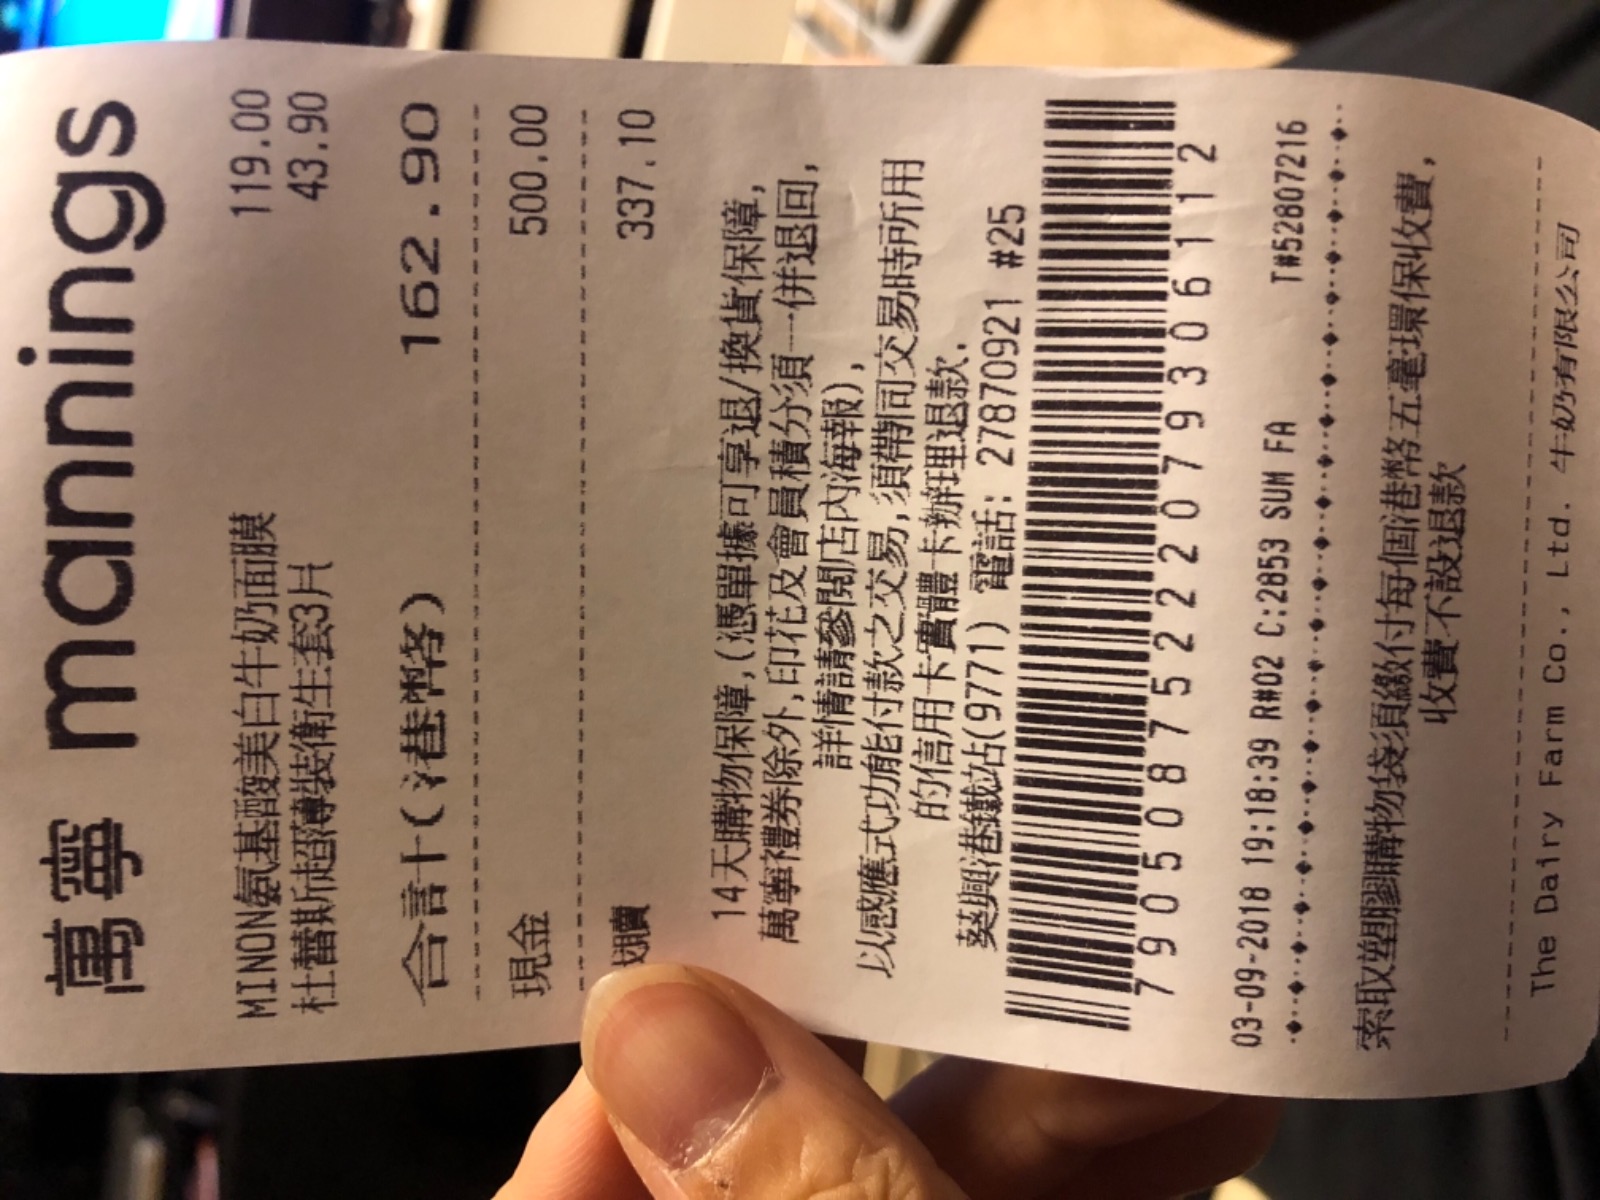 萬寧 mannings
MINON氨基酸美白牛奶面膜 119.00
杜蕾斯超薄裝衛生套3片 43.90
合計(港幣) 162.90
現金 500.00
找贖 337.10
14天購物保障,(憑單據可享退/換貨保障,
萬寧禮券除外,印花及會員積分須一併退回,
詳情請參閱店內海報),
以感應式功能付款之交易,須帶同交易時所用
的信用卡實體卡辦理退款.
葵興港鐵站(9771) 電話: 27870921 #25
7905087522207930 6112
03-09-2018 19:18:39 R#02 C:2853 SUM FA T#52807216
索取塑膠購物袋須繳付每個港幣五毫環保收費,
收費不設退款
The Dairy Farm Co., Ltd. 牛奶有限公司